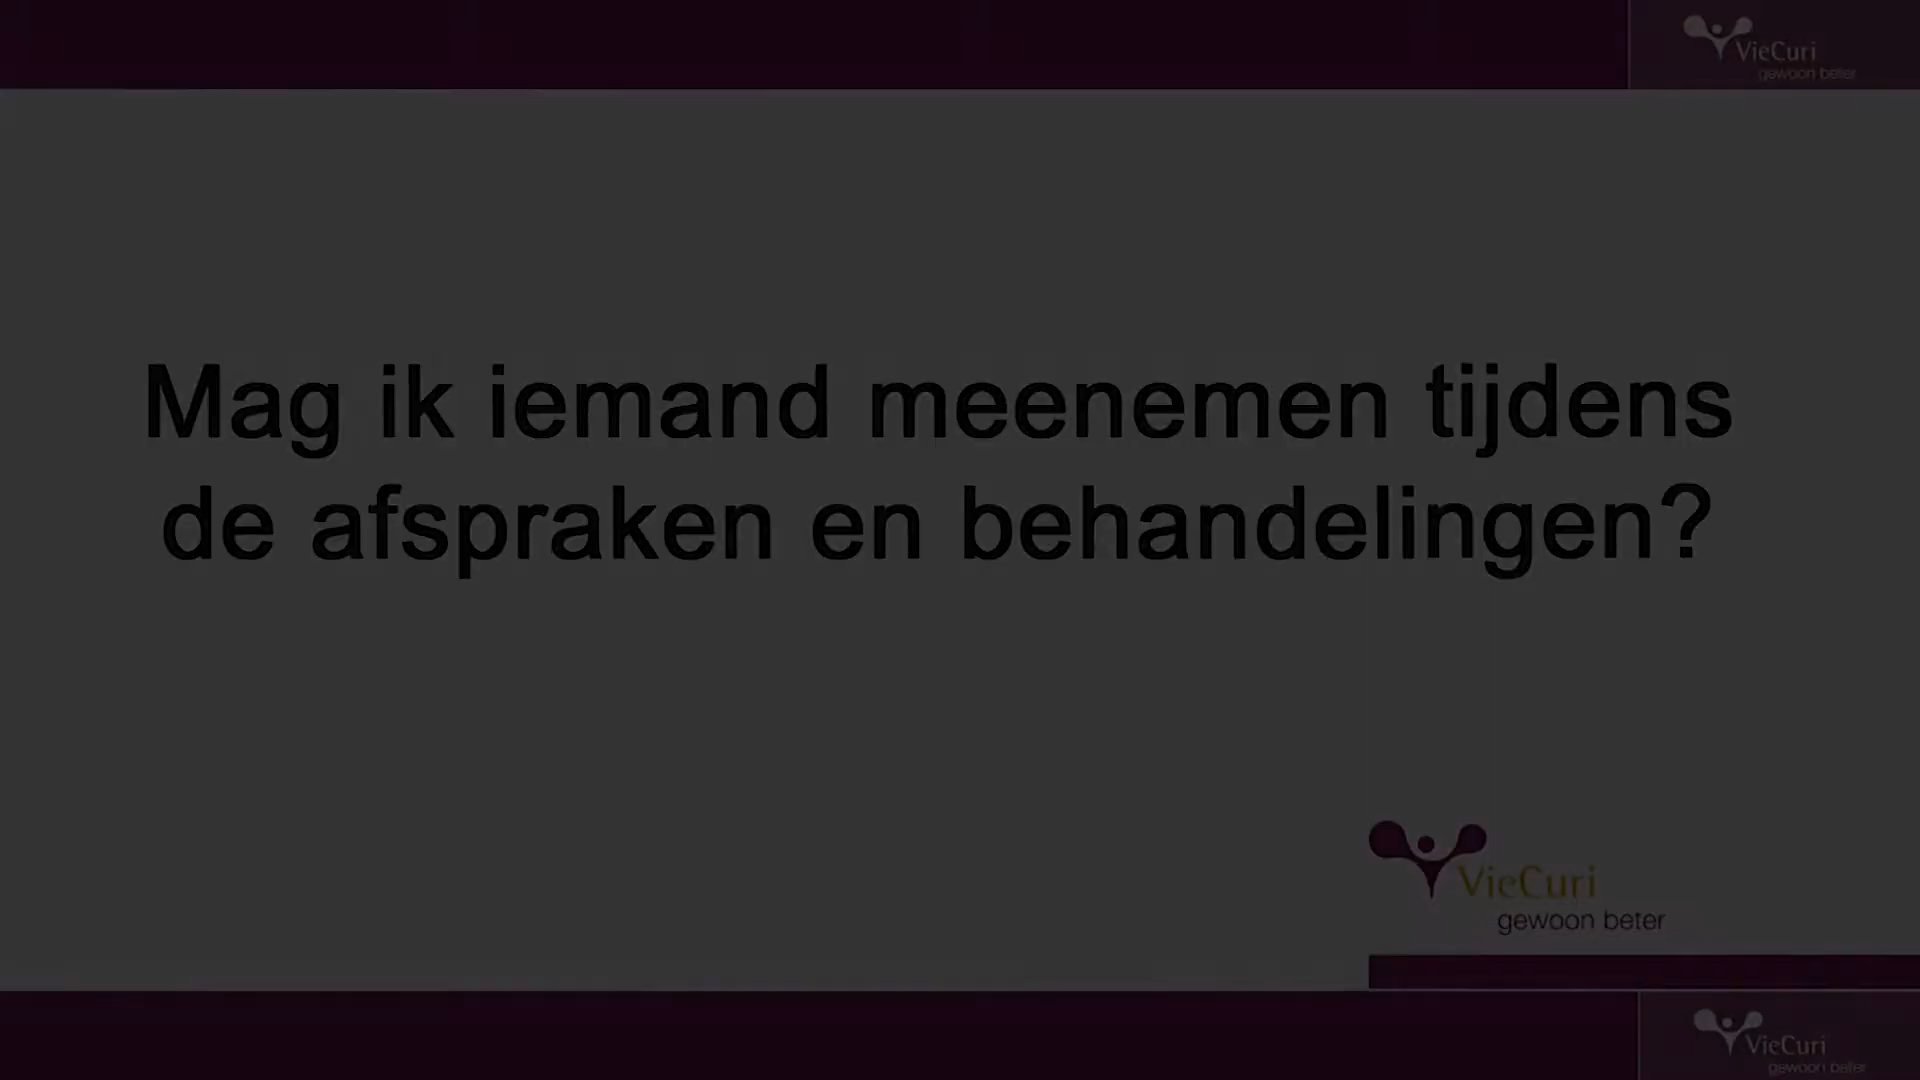 VieCuri
gewoon beter
Mag ik iemand meenemen tijdens
de afspraken en behandelingen?
VieCuri
gewoon beter
VieCuri
gewoon beter